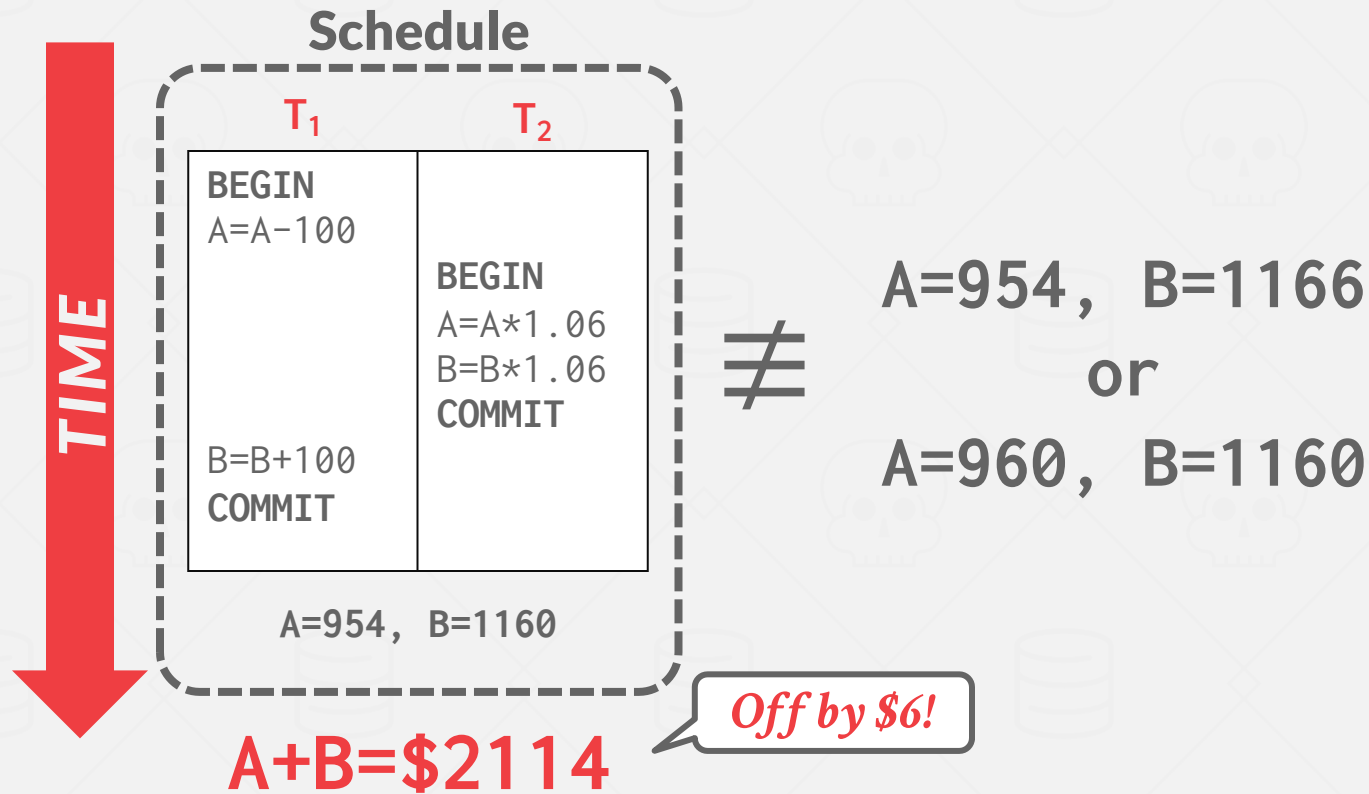 Schedule
TIME
T₁
T₂
BEGIN
A=A-100
BEGIN
A=A*1.06
B=B*1.06
COMMIT
B=B+100
COMMIT
A=954, B=1160
A+B=$2114
Off by $6!
≢
A=954, B=1166
or
A=960, B=1160